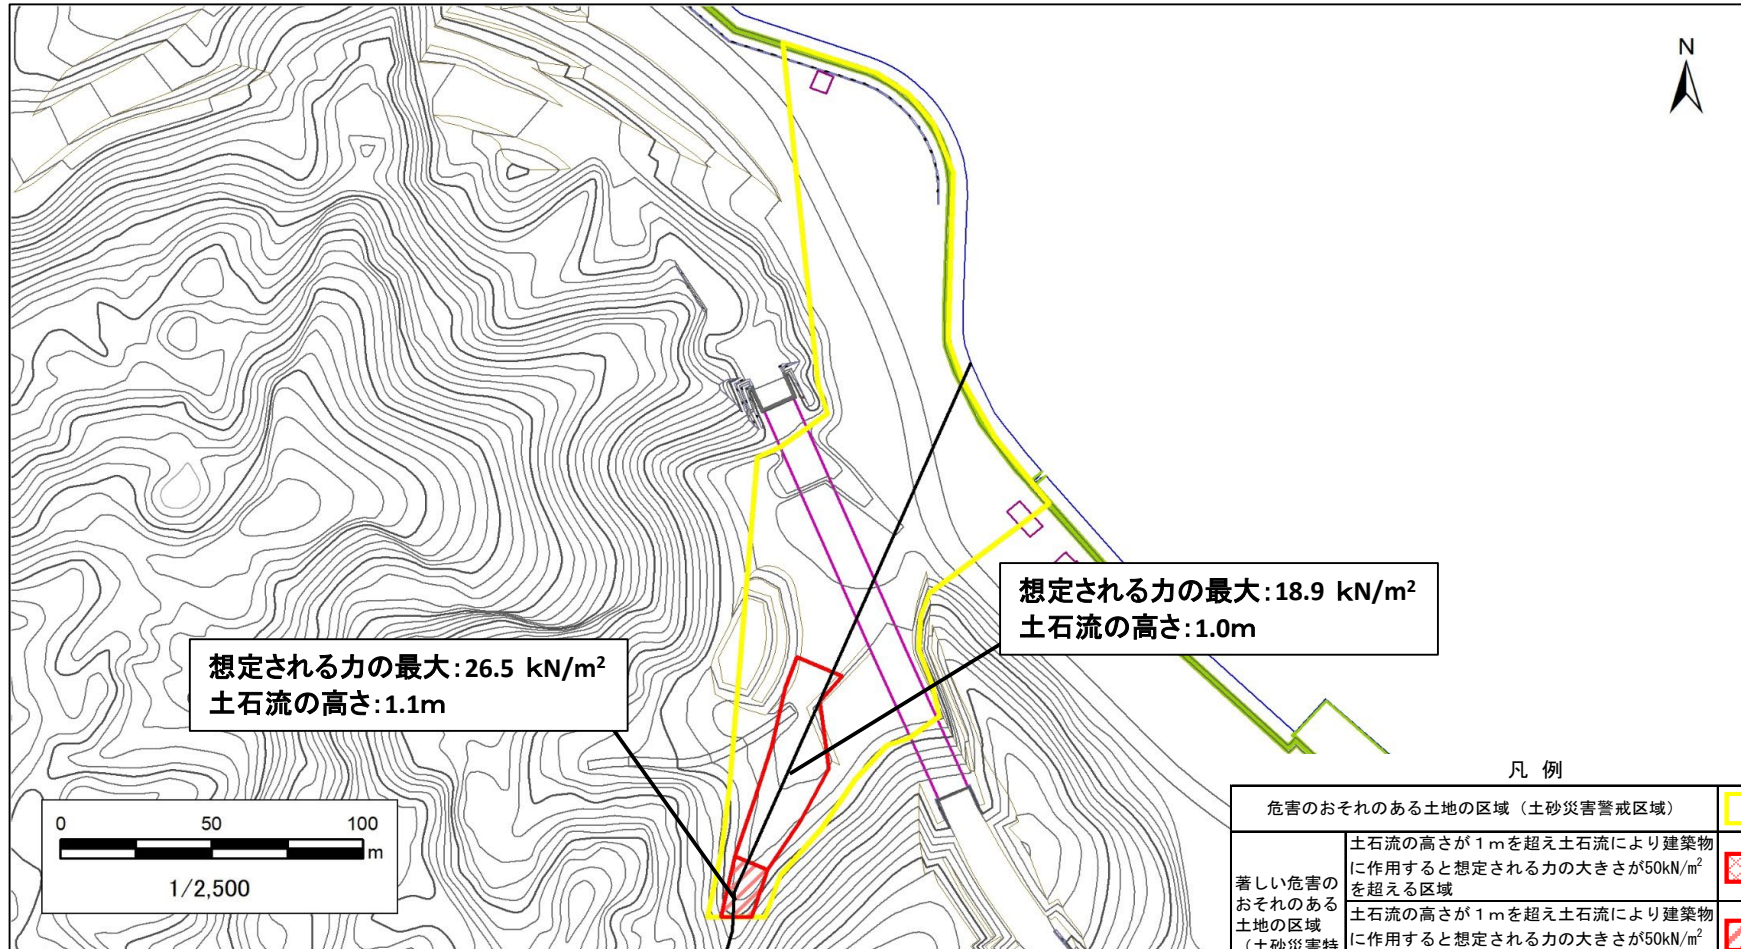 N
想定される力の最大：18.9 kN/m²
土石流の高さ：1.0m
想定される力の最大：26.5 kN/m²
土石流の高さ：1.1m
0 50 100
m
1/2,500
凡 例
危害のおそれのある土地の区域（土砂災害警戒区域）
土石流の高さが１ｍを超え土石流により建築物
に作用すると想定される力の大きさが50kN/m²
を超える区域
著しい危害の
おそれのある
土地の区域
（土砂災害特
土石流の高さが１ｍを超え土石流により建築物
に作用すると想定される力の大きさが50kN/m²